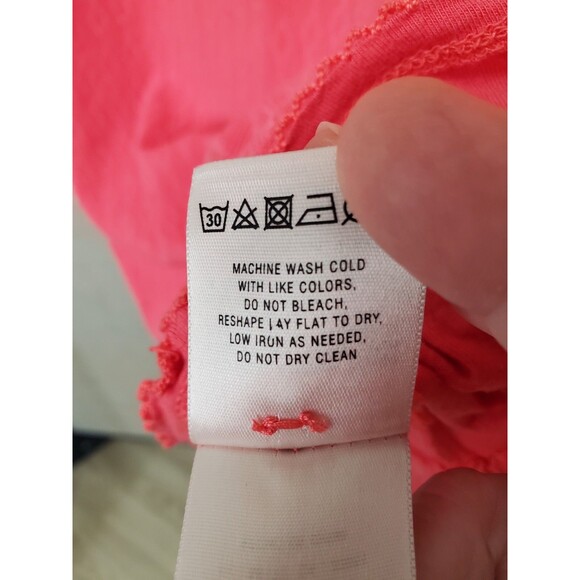 30
MACHINE WASH COLD
WITH LIKE COLORS,
DO NOT BLEACH,
RESHAPE LAY FLAT TO DRY,
LOW IRON AS NEEDED,
DO NOT DRY CLEAN